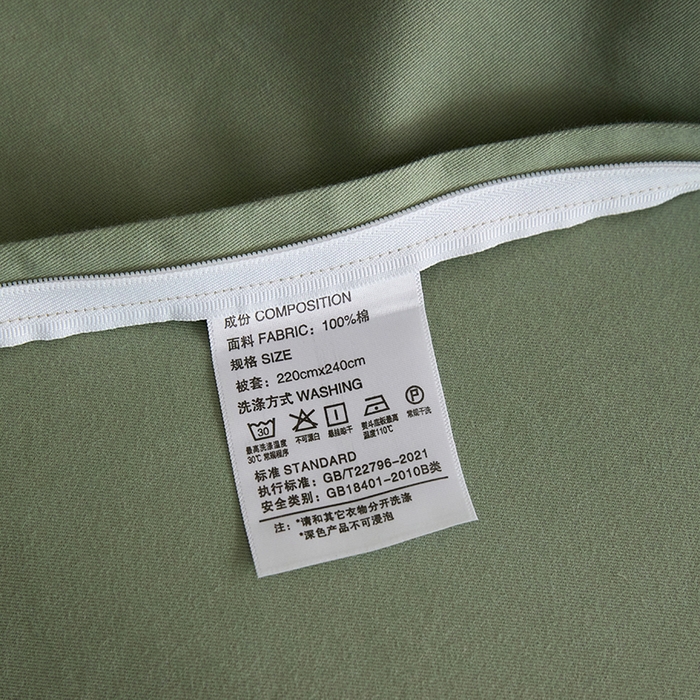 成份 COMPOSITION
面料 FABRIC：100%棉
规格 SIZE
被套：220cmx240cm
洗涤方式 WASHING
30 P
最高洗涤温度 不可漂白 悬挂晾干 熨斗底板最高 常规干洗
30℃ 常规程序 温度110℃
标准 STANDARD
执行标准：GB/T22796-2021
安全类别：GB18401-2010B类
注：*请和其它衣物分开洗涤
*深色产品不可浸泡